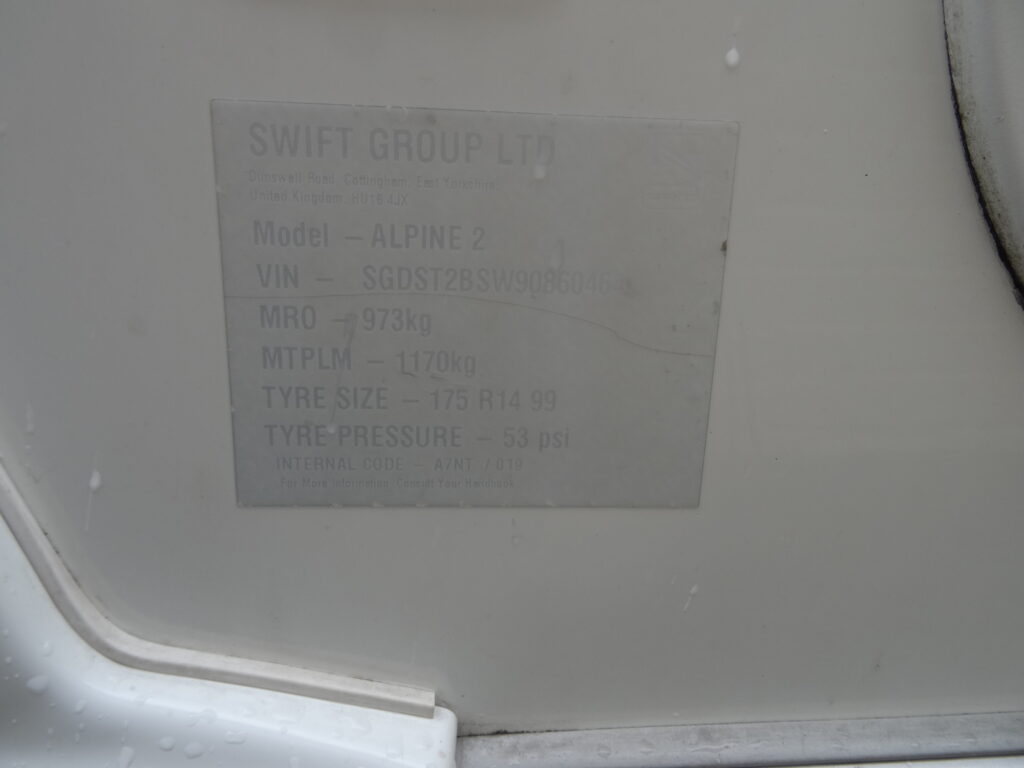 SWIFT GROUP LTD
Dunswell Road, Cottingham, East Yorkshire,
United Kingdom, HU16 4JX
Model – ALPINE 2
VIN –
MRO – 973kg
MTPLM – 1170kg
TYRE SIZE – 175 R14 99
TYRE PRESSURE – 53 psi
INTERNAL CODE – A7NT / 019
For More Information, Consult Your Handbook